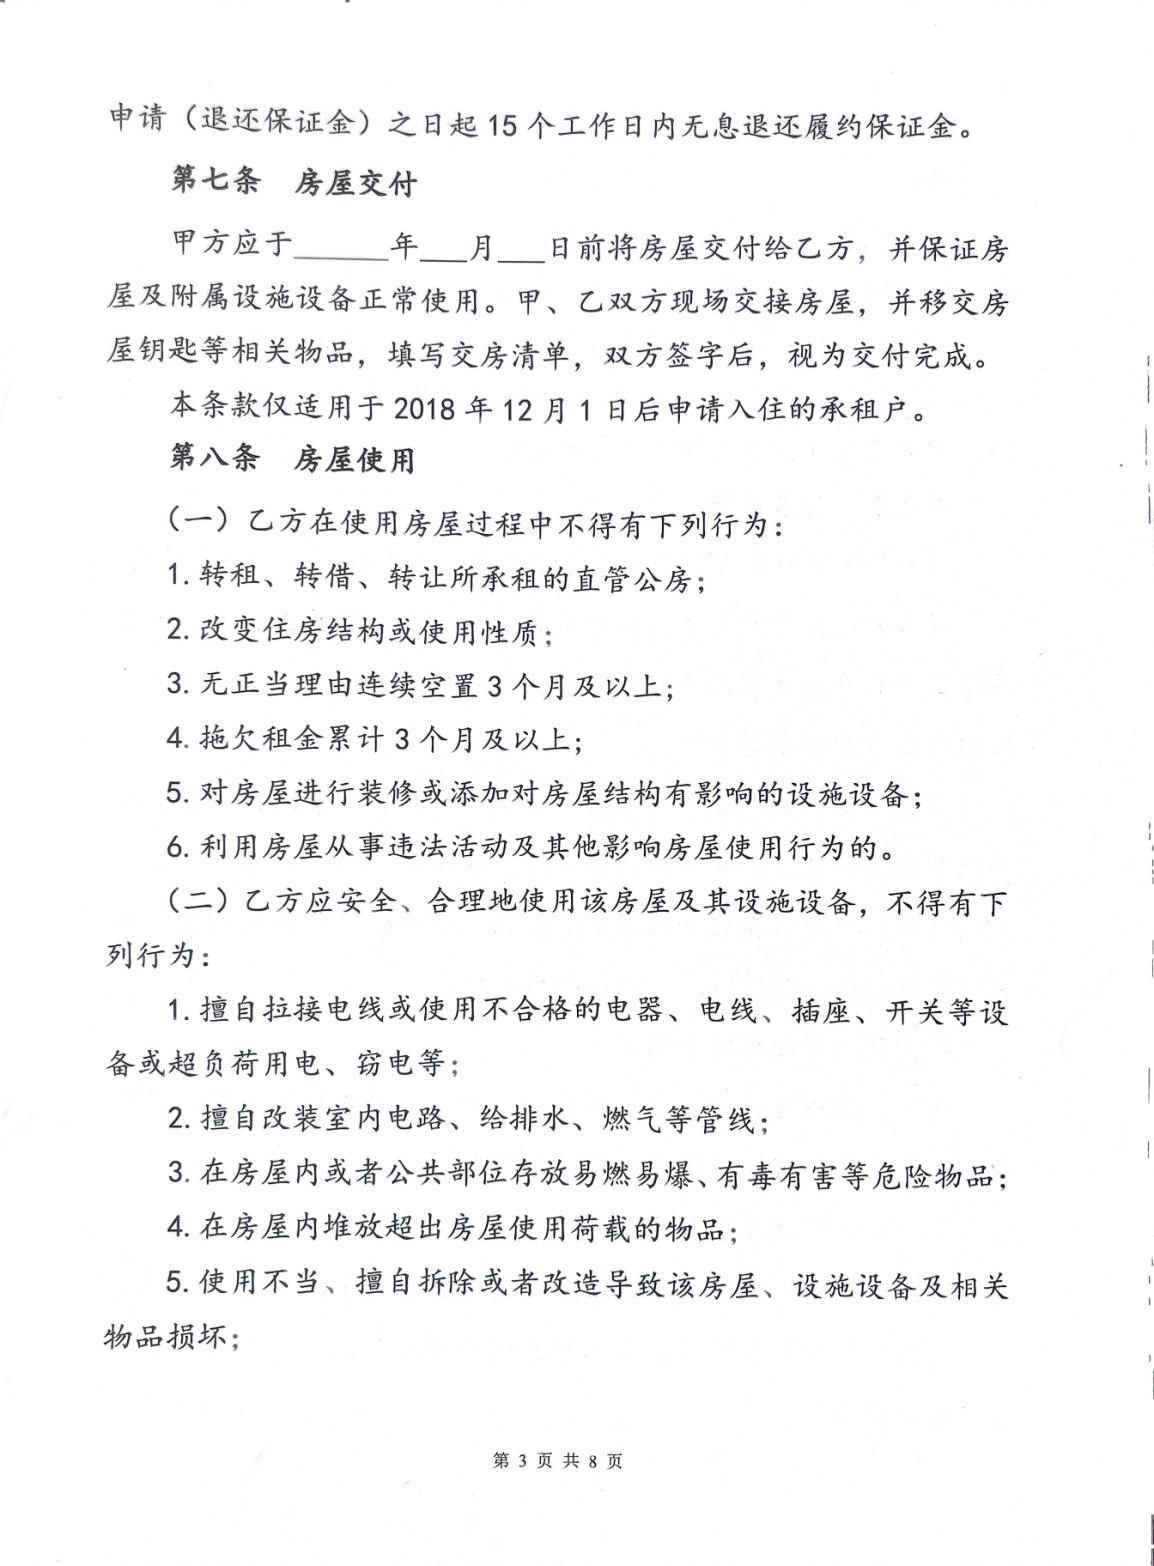 申请（退还保证金）之日起 15 个工作日内无息退还履约保证金。
第七条　房屋交付
甲方应于______年___月___日前将房屋交付给乙方，并保证房
屋及附属设施设备正常使用。甲、乙双方现场交接房屋，并移交房
屋钥匙等相关物品，填写交房清单，双方签字后，视为交付完成。
本条款仅适用于 2018 年 12 月 1 日后申请入住的承租户。
第八条　房屋使用
（一）乙方在使用房屋过程中不得有下列行为：
1. 转租、转借、转让所承租的直管公房；
2. 改变住房结构或使用性质；
3. 无正当理由连续空置 3 个月及以上；
4. 拖欠租金累计 3 个月及以上；
5. 对房屋进行装修或添加对房屋结构有影响的设施设备；
6. 利用房屋从事违法活动及其他影响房屋使用行为的。
（二）乙方应安全、合理地使用该房屋及其设施设备，不得有下
列行为：
1. 擅自拉接电线或使用不合格的电器、电线、插座、开关等设
备或超负荷用电、窃电等；
2. 擅自改装室内电路、给排水、燃气等管线；
3. 在房屋内或者公共部位存放易燃易爆、有毒有害等危险物品；
4. 在房屋内堆放超出房屋使用荷载的物品；
5. 使用不当、擅自拆除或者改造导致该房屋、设施设备及相关
物品损坏；
第 3 页 共 8 页